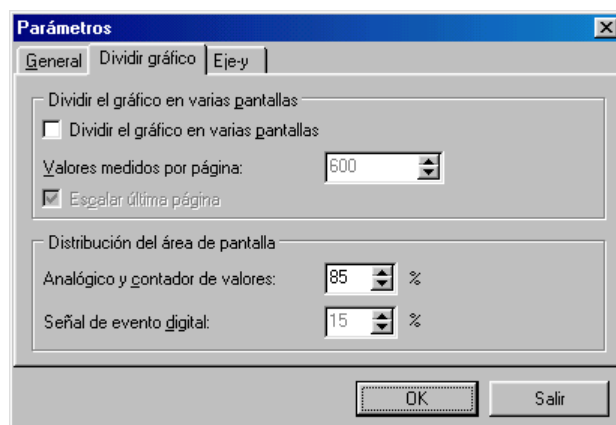 Parámetros
General Dividir gráfico Eje-y
Dividir el gráfico en varias pantallas
Dividir el gráfico en varias pantallas
Valores medidos por página: 600
Escalar última página
Distribución del área de pantalla
Analógico y contador de valores: 85 %
Señal de evento digital: 15 %
OK Salir